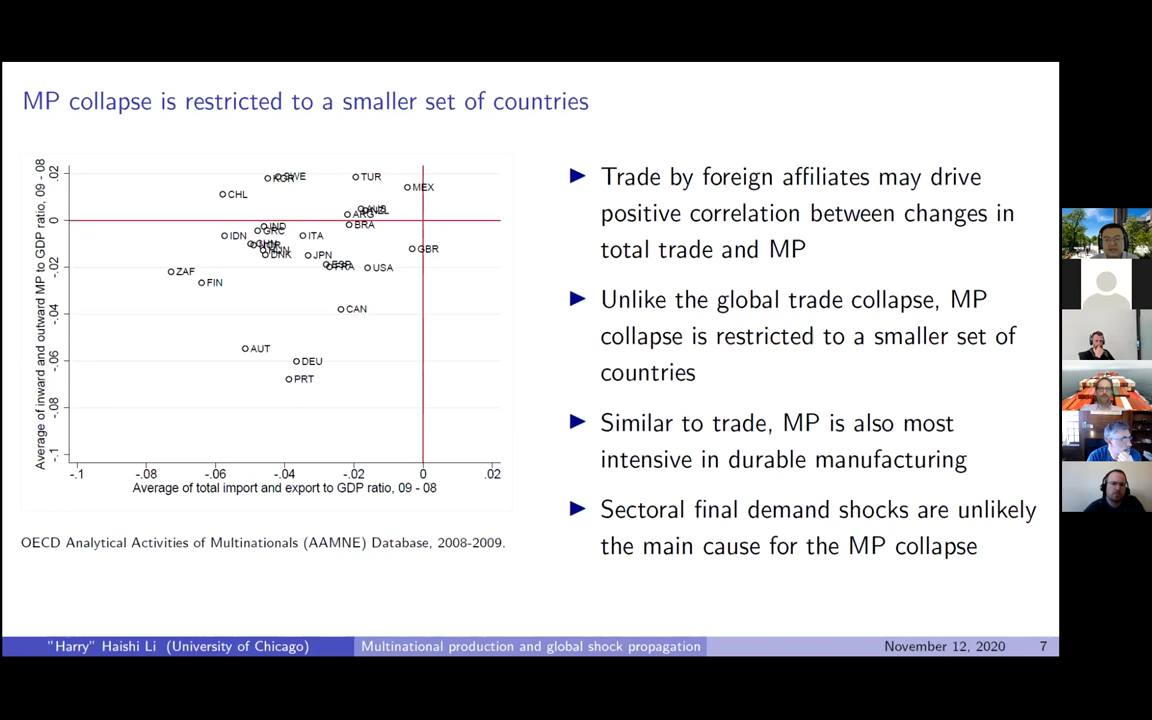 MP collapse is restricted to a smaller set of countries
Average of inward and outward MP to GDP ratio, 09 - 08
.02
0
-.02
-.04
-.06
-.08
-.1
SWE
TUR
MEX
CHL
ARG
BRA
IND
GRC
IDN
ITA
GBR
DNK
JPN
FRA
USA
ZAF
FIN
CAN
AUT
DEU
PRT
-.1
-.08
-.06
-.04
-.02
0
.02
Average of total import and export to GDP ratio, 09 - 08
OECD Analytical Activities of Multinationals (AAMNE) Database, 2008-2009.
▶ Trade by foreign affiliates may drive
positive correlation between changes in
total trade and MP
▶ Unlike the global trade collapse, MP
collapse is restricted to a smaller set of
countries
▶ Similar to trade, MP is also most
intensive in durable manufacturing
▶ Sectoral final demand shocks are unlikely
the main cause for the MP collapse
"Harry" Haishi Li (University of Chicago)
Multinational production and global shock propagation
November 12, 2020
7